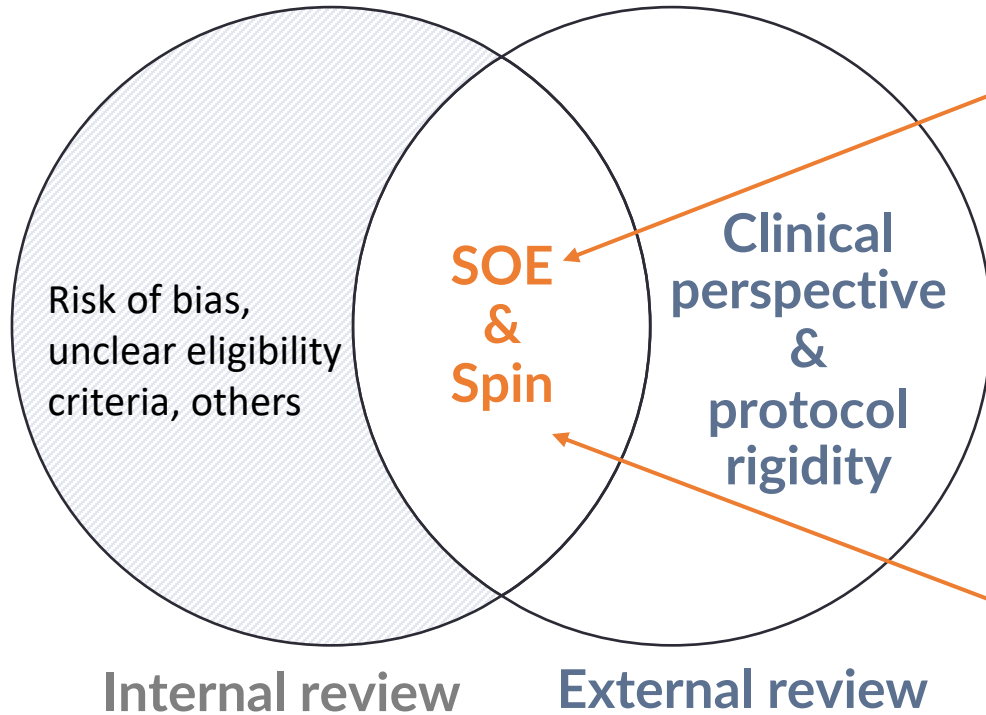 Risk of bias,
unclear eligibility
criteria, others
SOE
&
Spin
Clinical
perspective
&
protocol
rigidity
Internal review
External review